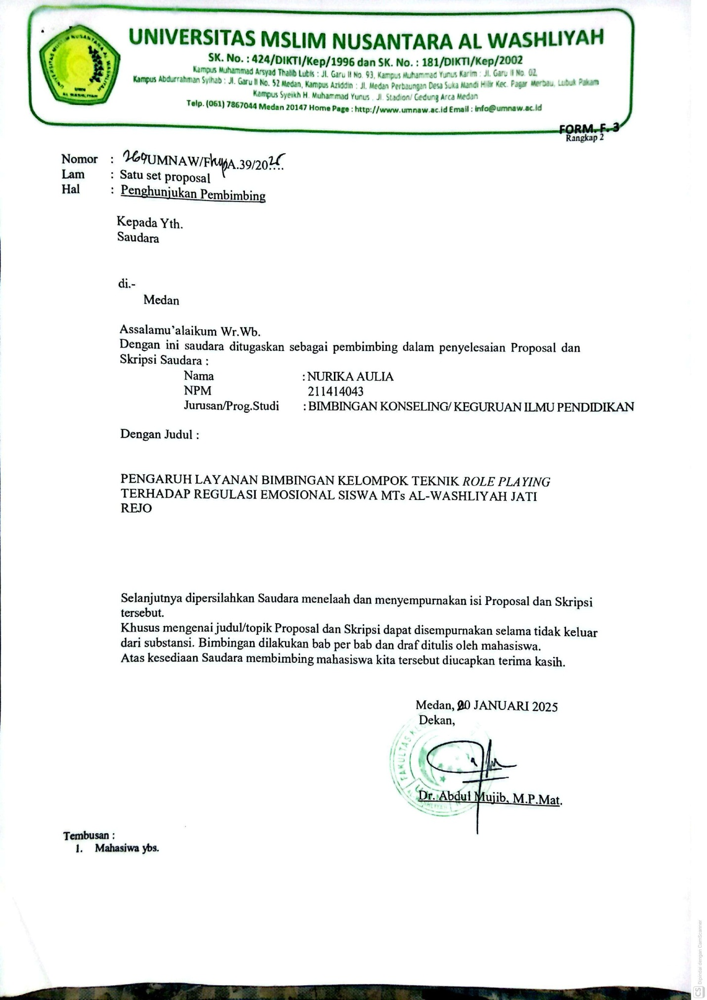 UNIVERSITAS MSLIM NUSANTARA AL WASHLIYAH
SK. No. : 424/DIKTI/Kep/1996 dan SK. No. : 181/DIKTI/Kep/2002
Kampus Muhammad Arsyad Thalib Lubis : Jl. Garu II No. 93, Kampus Muhammad Yunus Karim : Jl. Garu II No. 02,
Kampus Abdurrahman Syihab : Jl. Garu II No. 52 Medan, Kampus Aziddin : Jl. Medan Perbaungan Desa Suka Mandi Hilir Kec. Pagar Merbau, Lubuk Pakam
Kampus Syeikh H. Muhammad Yunus , Jl. Stadion/ Gedung Arca Medan
Telp. (061) 7867044 Medan 20147 Home Page : http://www.umnaw.ac.id Email : info@umnaw.ac.id
UNIVERSITAS MUSLIM NUSANTARA AL WASHLIYAH
UMN
AL WASHLIYAH
FORM. F. 3
Rangkap 2
Nomor : 269UMNAW/F A.39/2025
Lam : Satu set proposal
Hal : Penghunjukan Pembimbing
Kepada Yth.
Saudara
di.-
Medan
Assalamu’alaikum Wr.Wb.
Dengan ini saudara ditugaskan sebagai pembimbing dalam penyelesaian Proposal dan
Skripsi Saudara :
Nama : NURIKA AULIA
NPM 211414043
Jurusan/Prog.Studi : BIMBINGAN KONSELING/ KEGURUAN ILMU PENDIDIKAN
Dengan Judul :
PENGARUH LAYANAN BIMBINGAN KELOMPOK TEKNIK ROLE PLAYING
TERHADAP REGULASI EMOSIONAL SISWA MTs AL-WASHLIYAH JATI
REJO
Selanjutnya dipersilahkan Saudara menelaah dan menyempurnakan isi Proposal dan Skripsi
tersebut.
Khusus mengenai judul/topik Proposal dan Skripsi dapat disempurnakan selama tidak keluar
dari substansi. Bimbingan dilakukan bab per bab dan draf ditulis oleh mahasiswa.
Atas kesediaan Saudara membimbing mahasiswa kita tersebut diucapkan terima kasih.
Medan, 20 JANUARI 2025
Dekan,
FAKULTAS
Dr. Abdul Mujib, M.P.Mat.
Tembusan :
1. Mahasiwa ybs.
CS Dipindai dengan CamScanner